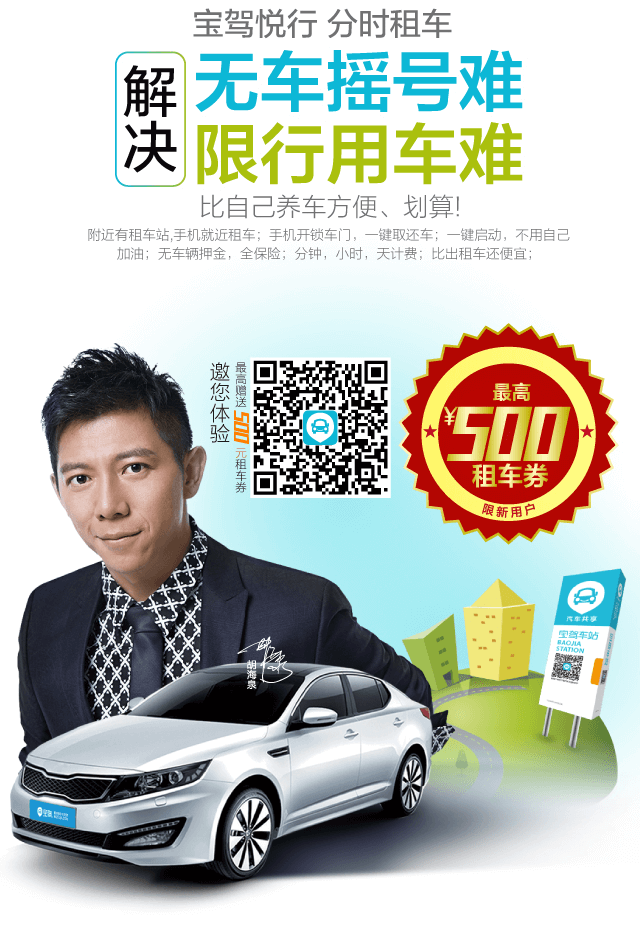 宝驾悦行 分时租车
解决
无车摇号难
限行用车难
比自己养车方便、划算!
附近有租车站,手机就近租车；手机开锁车门，一键取还车；一键启动，不用自己
加油；无车辆押金，全保险；分钟，小时，天计费；比出租车还便宜；
邀您体验
最高赠送500元租车券
最高
¥500
租车券
限新用户
汽车共享
宝驾车站
BAOJIA
STATION
胡海泉
宝驾